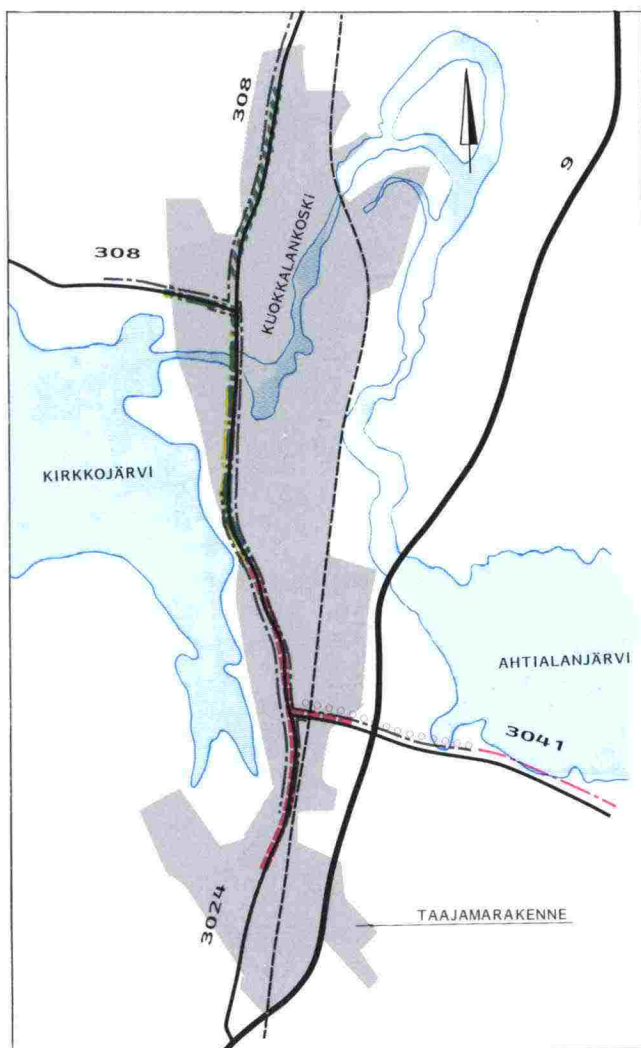 308
9
308
KUOKKALANKOSKI
KIRKKOJÄRVI
AHTIALANJÄRVI
3041
3024
TAAJAMARAKENNE